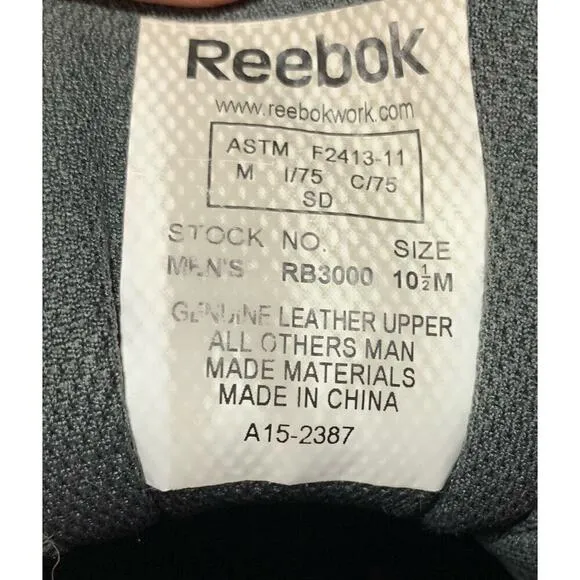 Reebok
www.reebokwork.com
ASTM F2413-11
M I/75 C/75
SD
STOCK NO. SIZE
MEN'S RB3000 10½M
GENUINE LEATHER UPPER
ALL OTHERS MAN
MADE MATERIALS
MADE IN CHINA
A15-2387